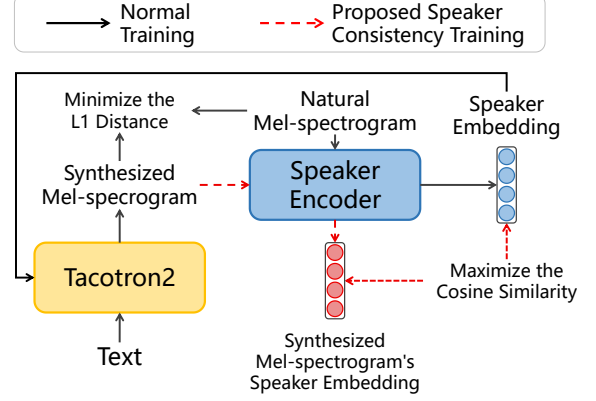 Normal
Training
Proposed Speaker
Consistency Training
Minimize the
L1 Distance
Natural
Mel-spectrogram
Speaker
Embedding
Synthesized
Mel-specrogram
Speaker
Encoder
Tacotron2
Maximize the
Cosine Similarity
Text
Synthesized
Mel-spectrogram's
Speaker Embedding